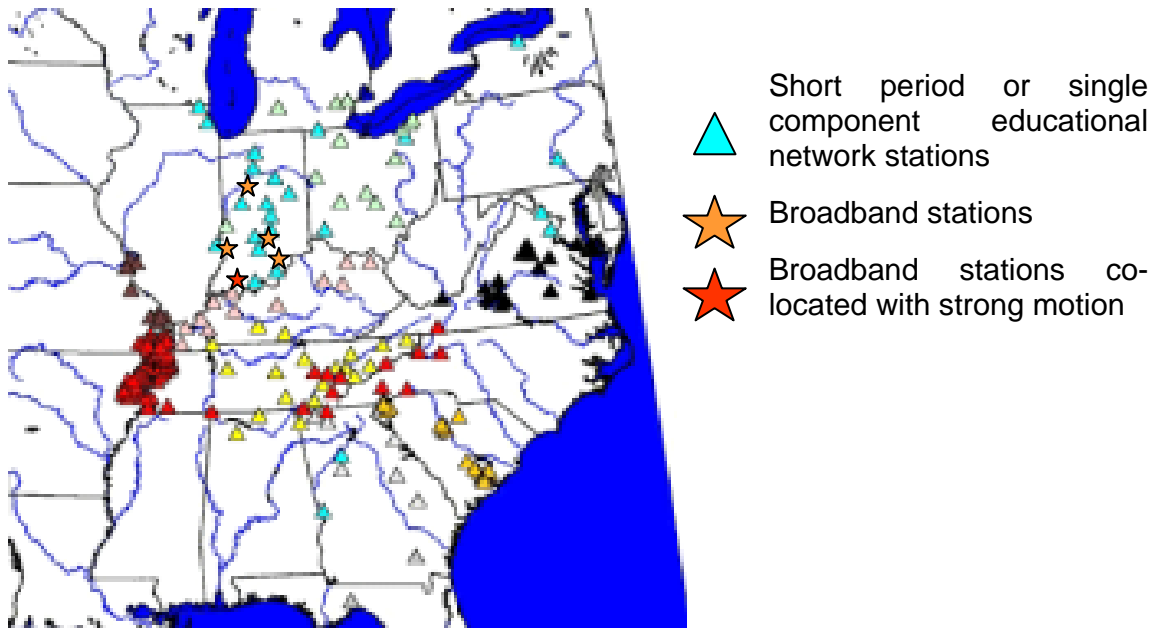 Short period or single
component educational
network stations
Broadband stations
Broadband stations co-
located with strong motion